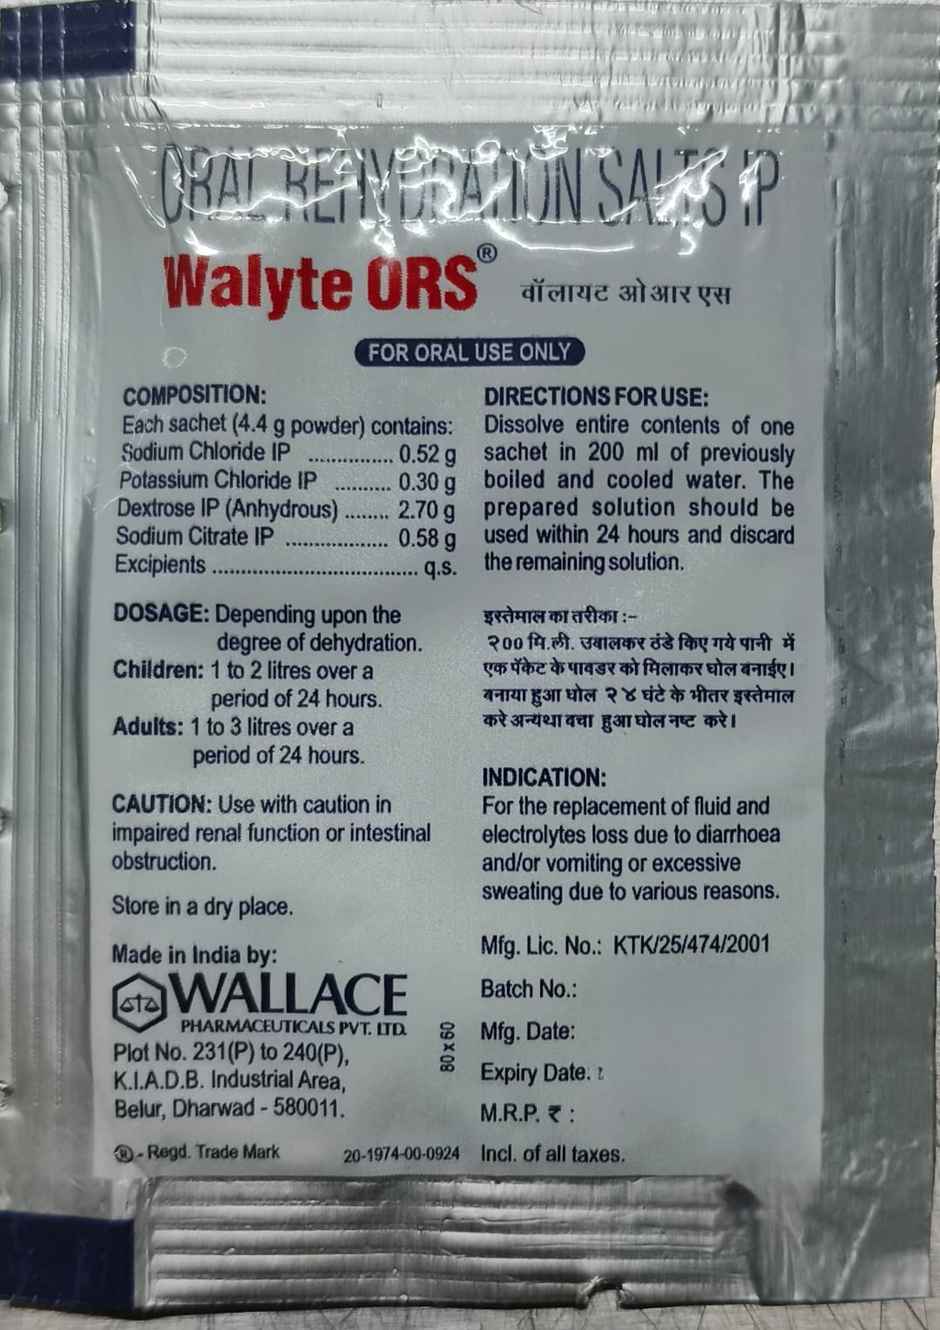 ORAL REHYDRATION SALTS IP
Walyte ORS®
वॉलायट ओ आर एस
FOR ORAL USE ONLY
COMPOSITION:
Each sachet (4.4 g powder) contains:
Sodium Chloride IP .............. 0.52 g
Potassium Chloride IP .......... 0.30 g
Dextrose IP (Anhydrous) ........ 2.70 g
Sodium Citrate IP .................. 0.58 g
Excipients .................................... q.s.
DOSAGE: Depending upon the
degree of dehydration.
Children: 1 to 2 litres over a
period of 24 hours.
Adults: 1 to 3 litres over a
period of 24 hours.
CAUTION: Use with caution in
impaired renal function or intestinal
obstruction.
Store in a dry place.
Made in India by:
WALLACE
PHARMACEUTICALS PVT. LTD.
Plot No. 231(P) to 240(P),
K.I.A.D.B. Industrial Area,
Belur, Dharwad - 580011.
® - Regd. Trade Mark
20-1974-00-0924
80 x 60
DIRECTIONS FOR USE:
Dissolve entire contents of one
sachet in 200 ml of previously
boiled and cooled water. The
prepared solution should be
used within 24 hours and discard
the remaining solution.
इस्तेमाल का तरीका :-
२०० मि.ली. उबालकर ठंडे किए गये पानी में
एक पॅकेट के पावडर को मिलाकर घोल बनाईए।
बनाया हुआ घोल २४ घंटे के भीतर इस्तेमाल
करे अन्यथा बचा हुआ घोल नष्ट करे।
INDICATION:
For the replacement of fluid and
electrolytes loss due to diarrhoea
and/or vomiting or excessive
sweating due to various reasons.
Mfg. Lic. No.: KTK/25/474/2001
Batch No.:
Mfg. Date:
Expiry Date. :
M.R.P. ₹ :
Incl. of all taxes.